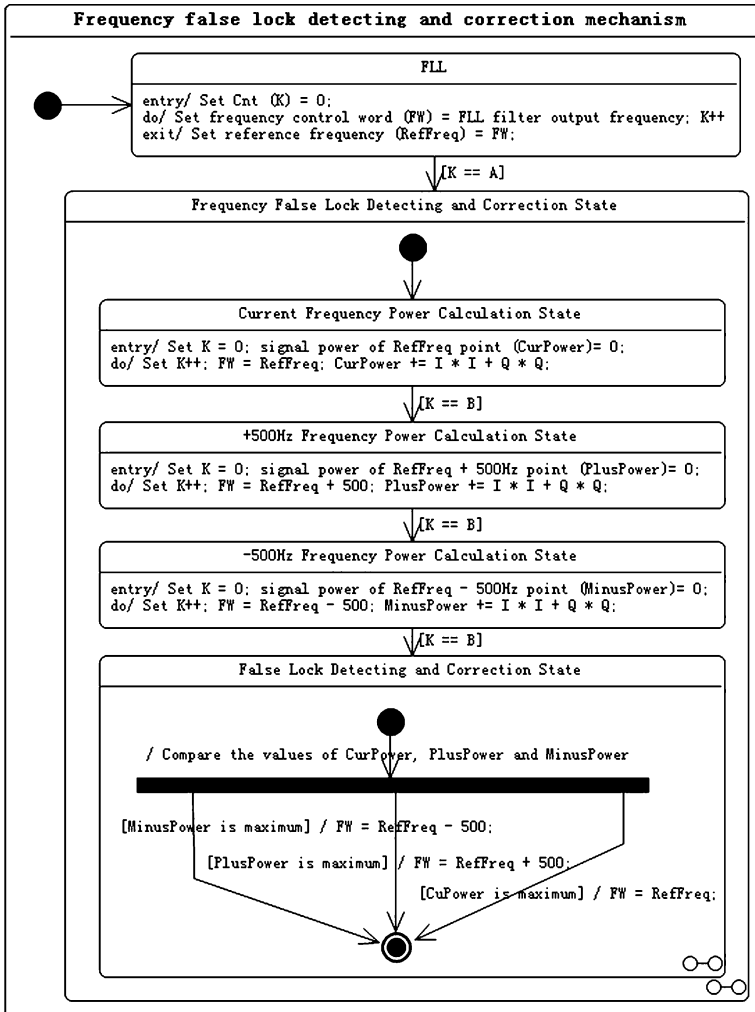 Frequency false lock detecting and correction mechanism
FLL
entry/ Set Cnt (K) = 0;
do/ Set frequency control word (FW) = FLL filter output frequency; K++
exit/ Set reference frequency (RefFreq) = FW;
[K == A]
Frequency False Lock Detecting and Correction State
Current Frequency Power Calculation State
entry/ Set K = 0; signal power of RefFreq point (CurPower)= 0;
do/ Set K++; FW = RefFreq; CurPower += I * I + Q * Q;
[K == B]
+500Hz Frequency Power Calculation State
entry/ Set K = 0; signal power of RefFreq + 500Hz point (PlusPower)= 0;
do/ Set K++; FW = RefFreq + 500; PlusPower += I * I + Q * Q;
[K == B]
-500Hz Frequency Power Calculation State
entry/ Set K = 0; signal power of RefFreq - 500Hz point (MinusPower)= 0;
do/ Set K++; FW = RefFreq - 500; MinusPower += I * I + Q * Q;
[K == B]
False Lock Detecting and Correction State
/ Compare the values of CurPower, PlusPower and MinusPower
[MinusPower is maximum] / FW = RefFreq - 500;
[PlusPower is maximum] / FW = RefFreq + 500;
[CuPower is maximum] / FW = RefFreq;